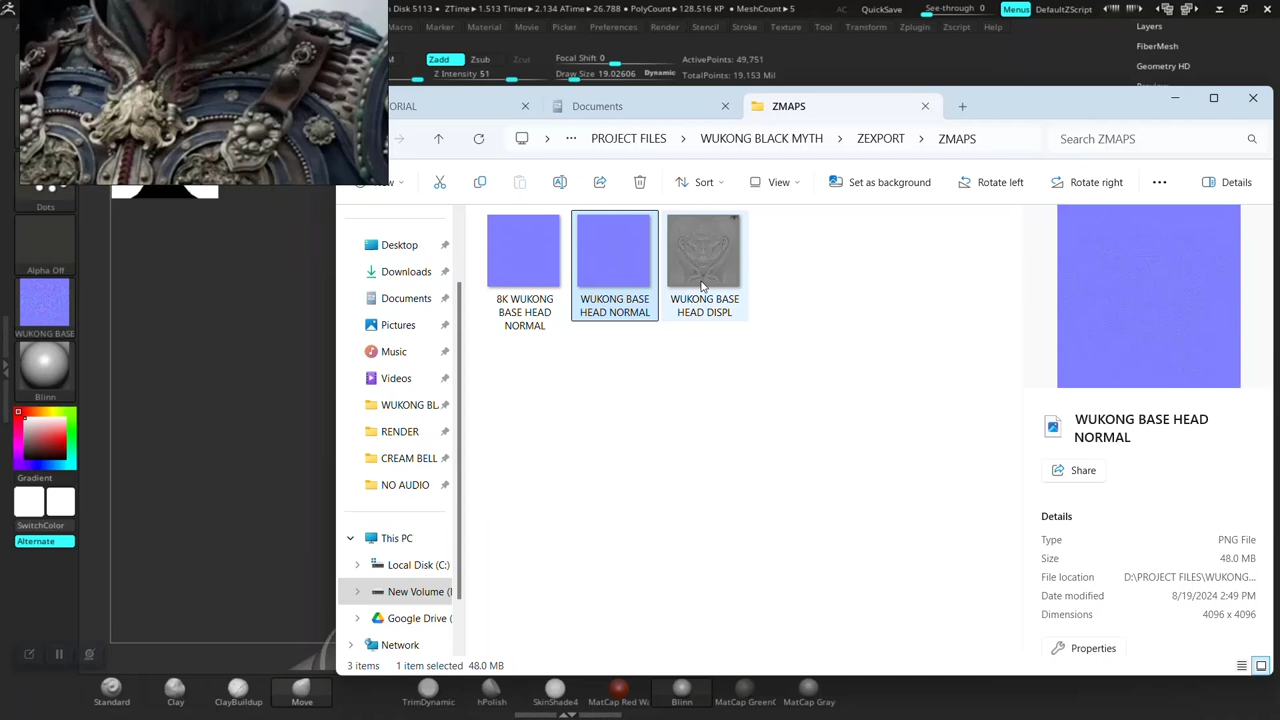 Disk 5113 • ZTime▸1.513 Timer▸2.134 ATime▸26.788 • PolyCount▸128.516 KP • MeshCount▸5
AC QuickSave See-through 0 Menus DefaultZScript
Macro Marker Material Movie Picker Preferences Render Stencil Stroke Texture Tool Transform Zplugin Zscript Help
Layers
FiberMesh
Geometry HD
M Zadd Zsub Zcut Focal Shift 0 ActivePoints: 49,751
Z Intensity 51 Draw Size 19.02606 Dynamic TotalPoints: 19.153 Mil
ORIAL Documents ZMAPS
PROJECT FILES WUKONG BLACK MYTH ZEXPORT ZMAPS Search ZMAPS
Sort View Set as background Rotate left Rotate right Details
Dots
Alpha Off
WUKONG BASE
Blinn
Gradient
SwitchColor
Alternate
Desktop
Downloads
Documents
Pictures
Music
Videos
WUKONG BL
RENDER
CREAM BELL
NO AUDIO
This PC
Local Disk (C:)
New Volume (
Google Drive (
Network
8K WUKONG
BASE HEAD
NORMAL
WUKONG BASE
HEAD NORMAL
WUKONG BASE
HEAD DISPL
WUKONG BASE HEAD
NORMAL
Share
Details
Type PNG File
Size 48.0 MB
File location D:\PROJECT FILES\WUKONG...
Date modified 8/19/2024 2:49 PM
Dimensions 4096 x 4096
Properties
3 items 1 item selected 48.0 MB
Standard Clay ClayBuildup Move TrimDynamic hPolish SkinShade4 MatCap Red Wa Blinn MatCap GreenC MatCap Gray